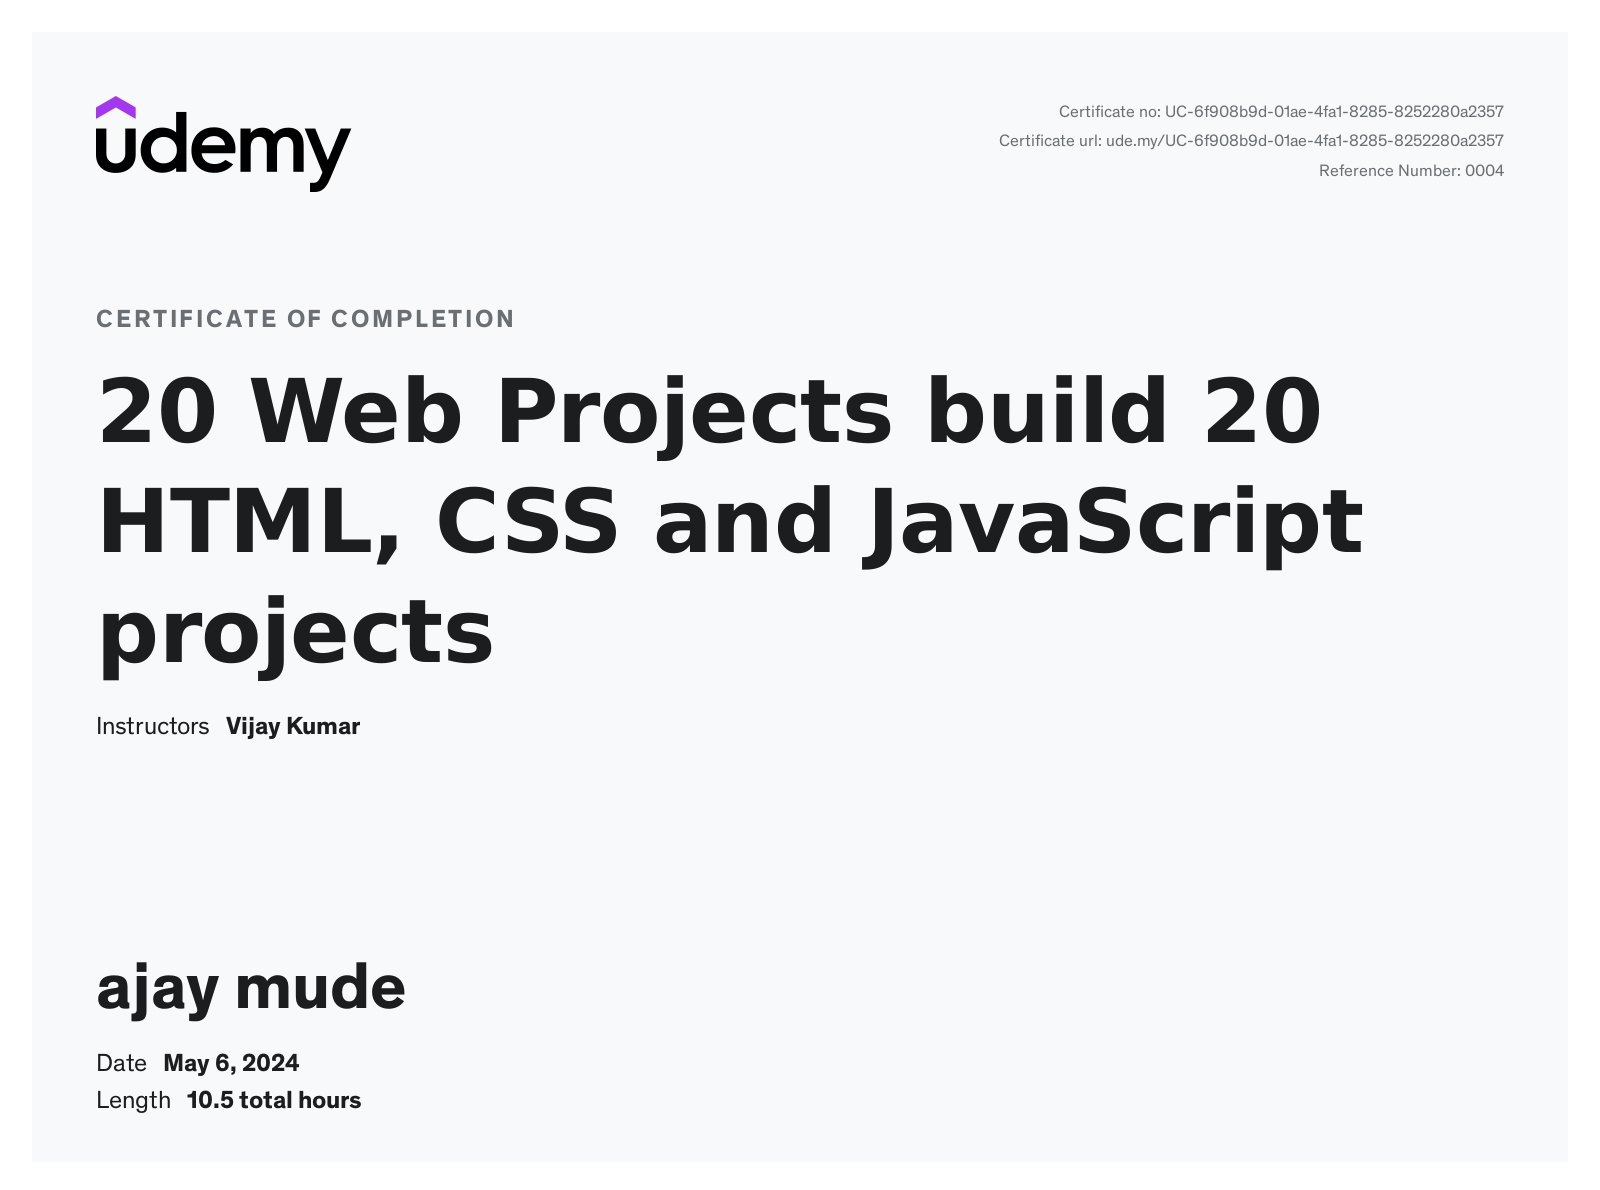 udemy
Certificate no: UC-6f908b9d-01ae-4fa1-8285-8252280a2357
Certificate url: ude.my/UC-6f908b9d-01ae-4fa1-8285-8252280a2357
Reference Number: 0004
CERTIFICATE OF COMPLETION
20 Web Projects build 20
HTML, CSS and JavaScript
projects
Instructors Vijay Kumar
ajay mude
Date May 6, 2024
Length 10.5 total hours